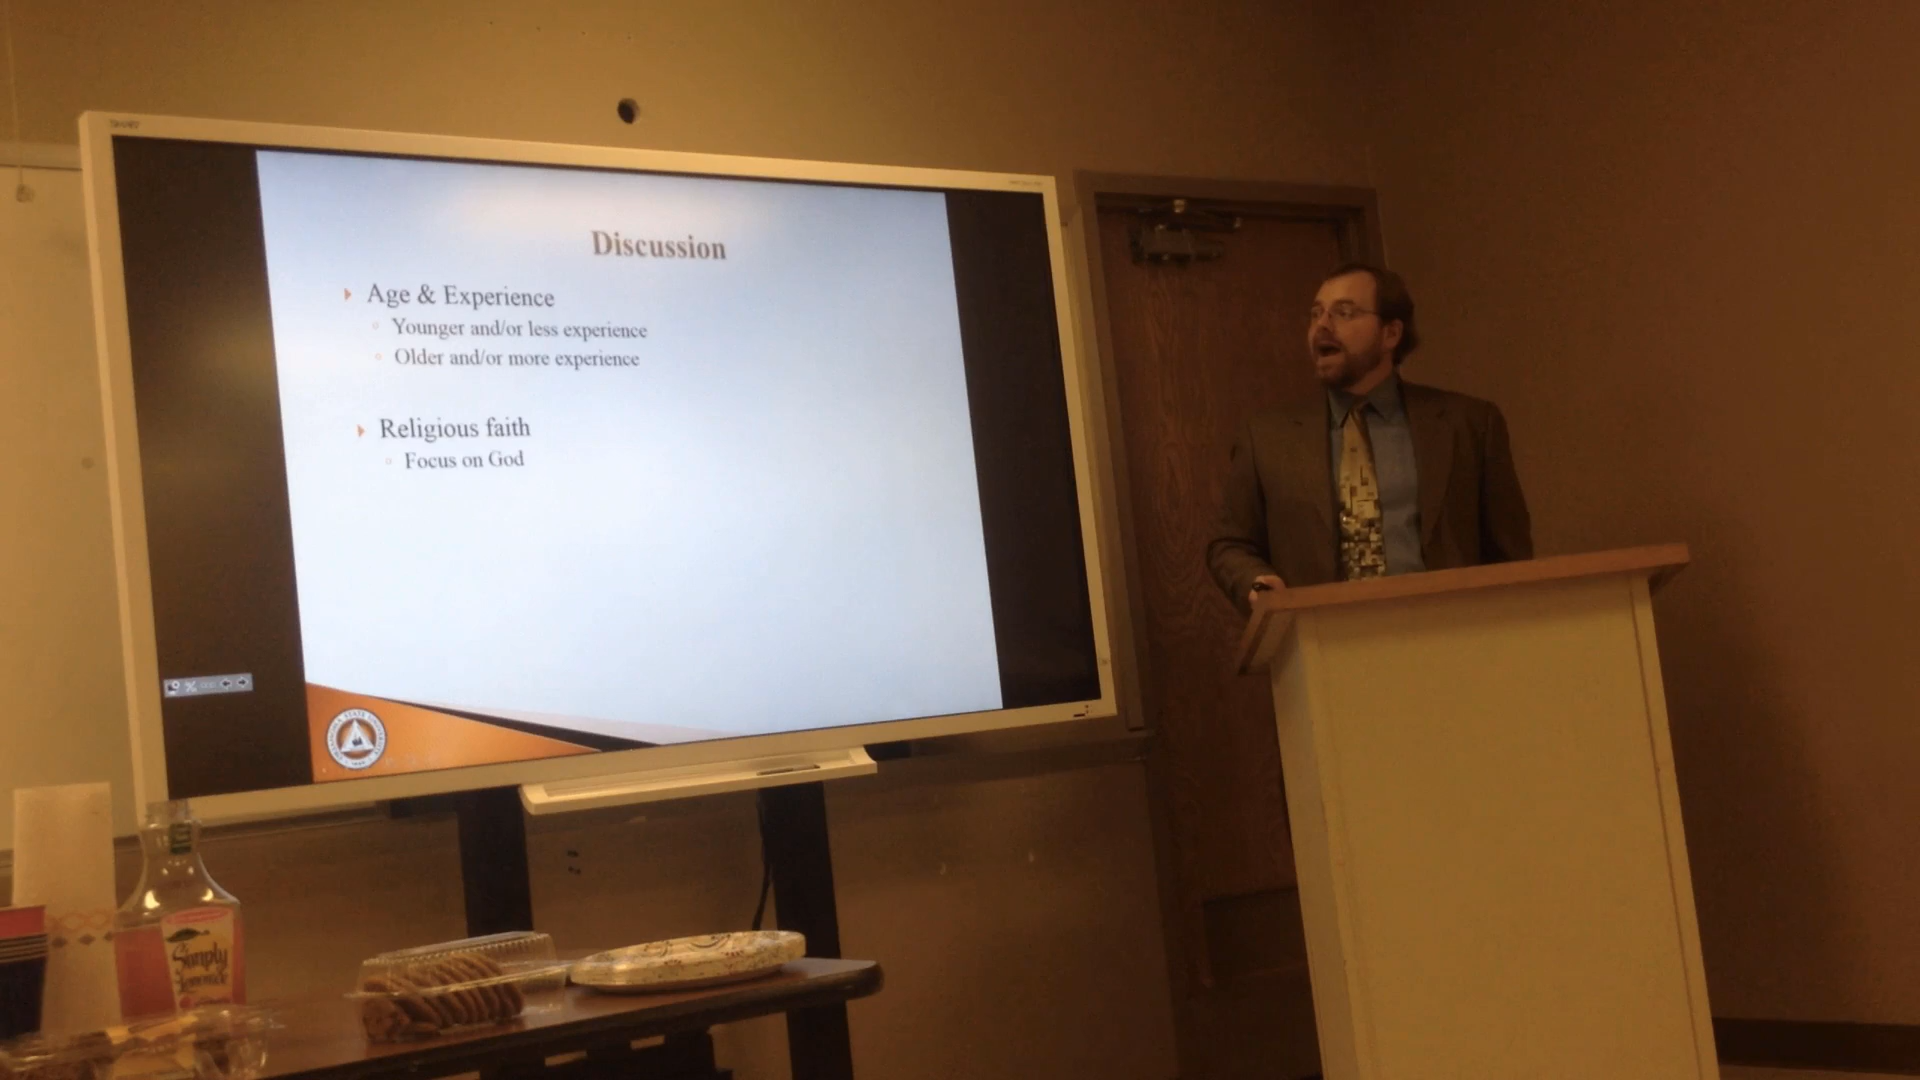 SMART
Discussion
Age & Experience
Younger and/or less experience
Older and/or more experience
Religious faith
Focus on God
Simply
Lemonade